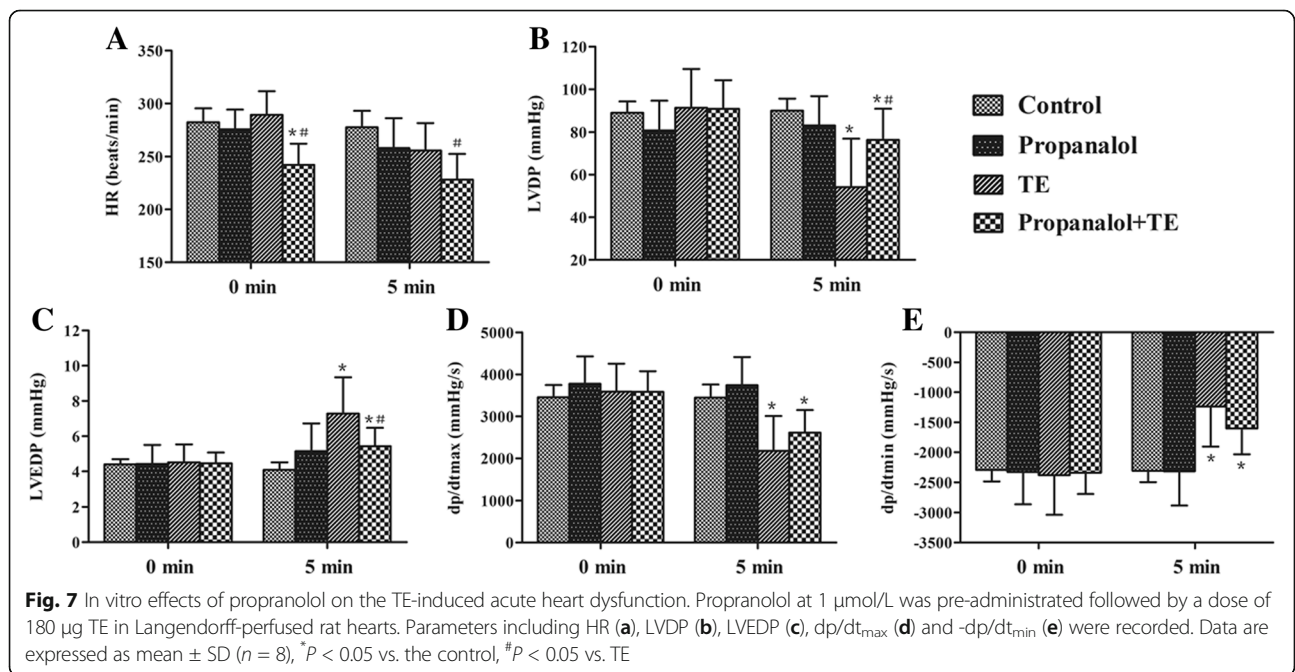 A
HR (beats/min)
350
300
250
200
150
*#
#
0 min
5 min
B
LVDP (mmHg)
120
100
80
60
40
20
*
*#
0 min
5 min
Control
Propanalol
TE
Propanalol+TE
C
LVEDP (mmHg)
12
10
8
6
4
2
0
*
*#
0 min
5 min
D
dp/dtmax (mmHg/s)
5000
4000
3000
2000
1000
0
*
*
0 min
5 min
E
dp/dtmin (mmHg/s)
0
-500
-1000
-1500
-2000
-2500
-3000
-3500
*
*
0 min
5 min
Fig. 7 In vitro effects of propranolol on the TE-induced acute heart dysfunction. Propranolol at 1 μmol/L was pre-administrated followed by a dose of
180 μg TE in Langendorff-perfused rat hearts. Parameters including HR (a), LVDP (b), LVEDP (c), dp/dtmax (d) and -dp/dtmin (e) were recorded. Data are
expressed as mean ± SD (n = 8), *P < 0.05 vs. the control, #P < 0.05 vs. TE